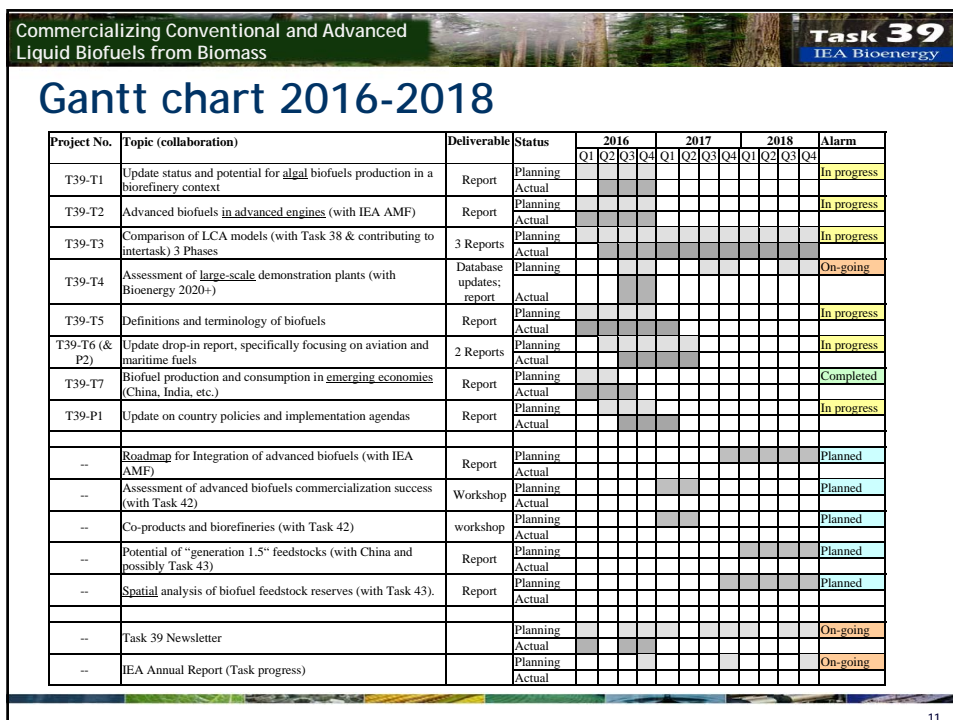 Commercializing Conventional and Advanced
Liquid Biofuels from Biomass
Task 39
IEA Bioenergy
Gantt chart 2016-2018
Project No. Topic (collaboration) Deliverable Status 2016 2017 2018 Alarm
Q1 Q2 Q3 Q4 Q1 Q2 Q3 Q4 Q1 Q2 Q3 Q4
T39-T1 Update status and potential for algal biofuels production in a Report Planning In progress
biorefinery context Actual
T39-T2 Advanced biofuels in advanced engines (with IEA AMF) Report Planning In progress
Actual
T39-T3 Comparison of LCA models (with Task 38 & contributing to 3 Reports Planning In progress
intertask) 3 Phases Actual
T39-T4 Assessment of large-scale demonstration plants (with Database Planning On-going
Bioenergy 2020+) updates;
report Actual
T39-T5 Definitions and terminology of biofuels Report Planning In progress
Actual
T39-T6 (& Update drop-in report, specifically focusing on aviation and 2 Reports Planning In progress
P2) maritime fuels Actual
T39-T7 Biofuel production and consumption in emerging economies Report Planning Completed
(China, India, etc.) Actual
T39-P1 Update on country policies and implementation agendas Report Planning In progress
Actual
-- Roadmap for Integration of advanced biofuels (with IEA Report Planning Planned
AMF) Actual
-- Assessment of advanced biofuels commercialization success Workshop Planning Planned
(with Task 42) Actual
-- Co-products and biorefineries (with Task 42) workshop Planning Planned
Actual
-- Potential of “generation 1.5“ feedstocks (with China and Report Planning Planned
possibly Task 43) Actual
-- Spatial analysis of biofuel feedstock reserves (with Task 43). Report Planning Planned
Actual
-- Task 39 Newsletter Planning On-going
Actual
-- IEA Annual Report (Task progress) Planning On-going
Actual
11